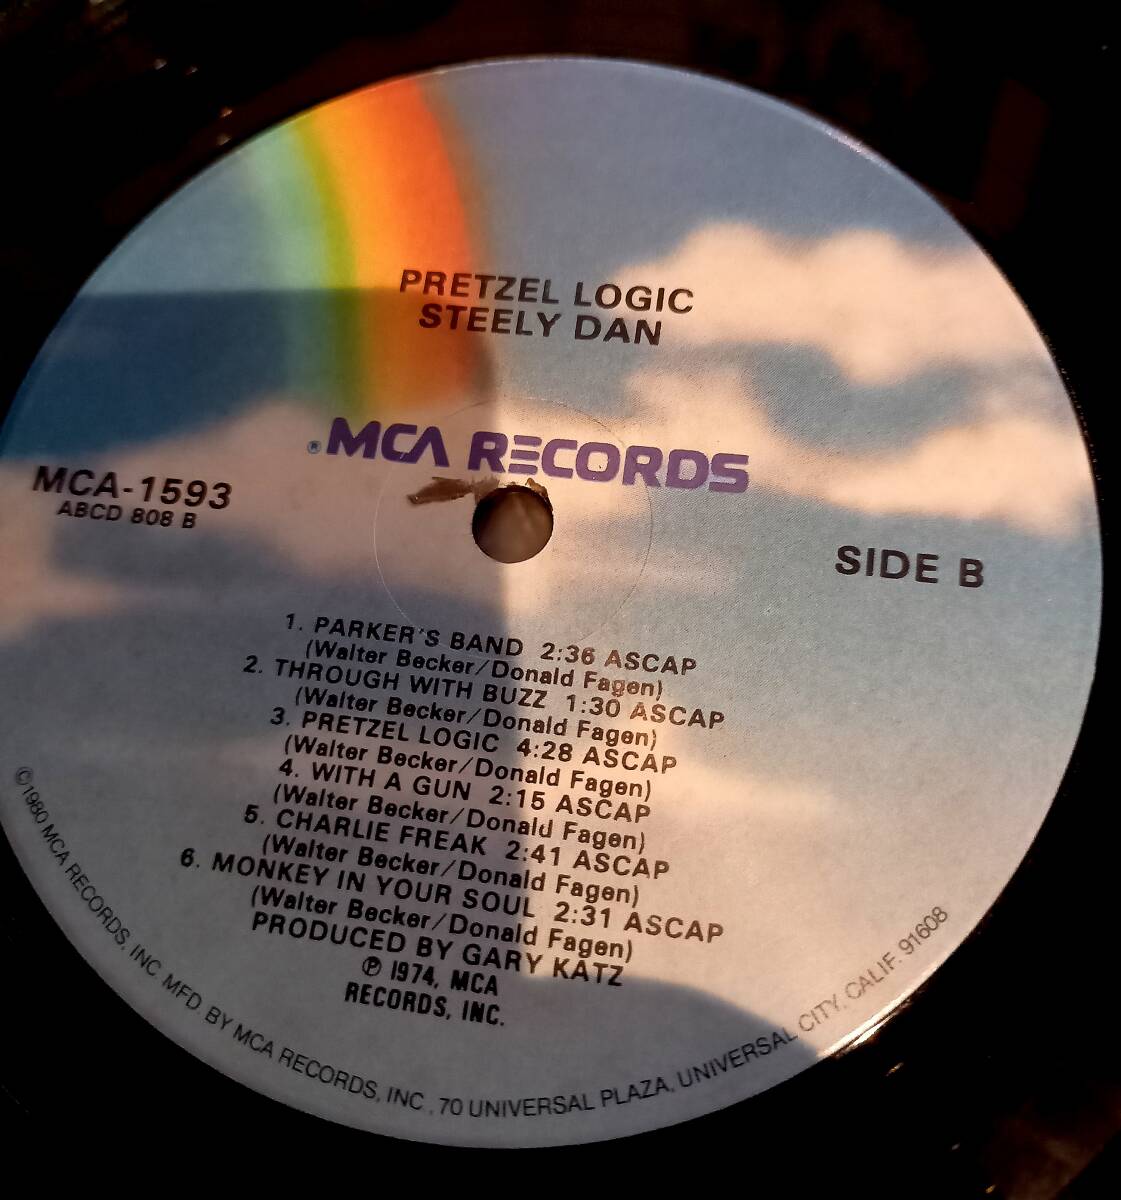 PRETZEL LOGIC
STEELY DAN
® MCA RECORDS
MCA-1593
ABCD 808 B
SIDE B
1. PARKER'S BAND 2:36 ASCAP
(Walter Becker/Donald Fagen)
2. THROUGH WITH BUZZ 1:30 ASCAP
(Walter Becker/Donald Fagen)
3. PRETZEL LOGIC 4:28 ASCAP
(Walter Becker/Donald Fagen)
4. WITH A GUN 2:15 ASCAP
(Walter Becker/Donald Fagen)
5. CHARLIE FREAK 2:41 ASCAP
(Walter Becker/Donald Fagen)
6. MONKEY IN YOUR SOUL 2:31 ASCAP
(Walter Becker/Donald Fagen)
PRODUCED BY GARY KATZ
℗ 1974, MCA
RECORDS, INC.
©1980 MCA RECORDS, INC. MFD. BY MCA RECORDS, INC., 70 UNIVERSAL PLAZA, UNIVERSAL CITY, CALIF. 91608